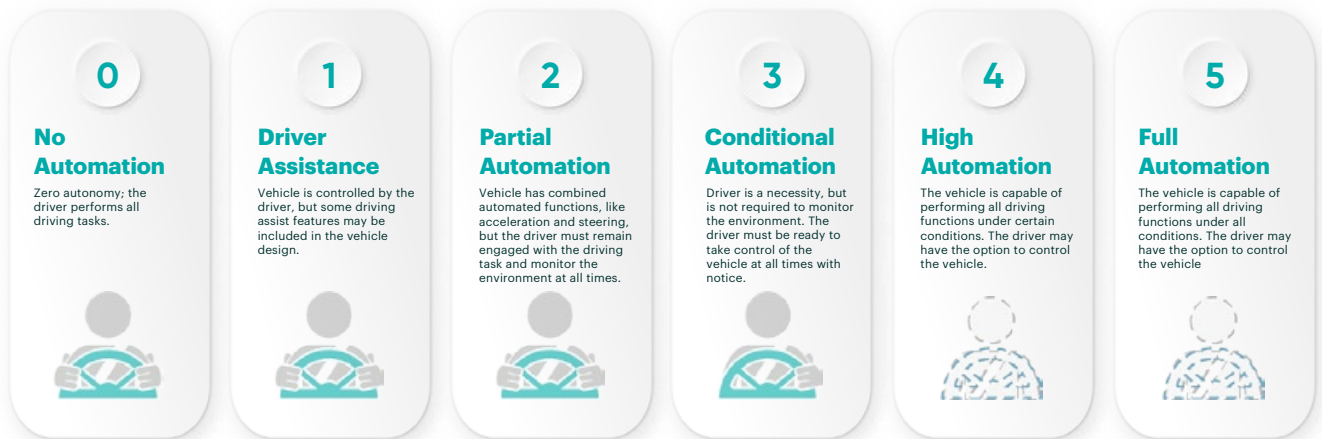 0
No
Automation
Zero autonomy; the
driver performs all
driving tasks.
1
Driver
Assistance
Vehicle is controlled by the
driver, but some driving
assist features may be
included in the vehicle
design.
2
Partial
Automation
Vehicle has combined
automated functions, like
acceleration and steering,
but the driver must remain
engaged with the driving
task and monitor the
environment at all times.
3
Conditional
Automation
Driver is a necessity, but
is not required to monitor
the environment. The
driver must be ready to
take control of the
vehicle at all times with
notice.
4
High
Automation
The vehicle is capable of
performing all driving
functions under certain
conditions. The driver may
have the option to control
the vehicle.
5
Full
Automation
The vehicle is capable of
performing all driving
functions under all
conditions. The driver may
have the option to control
the vehicle